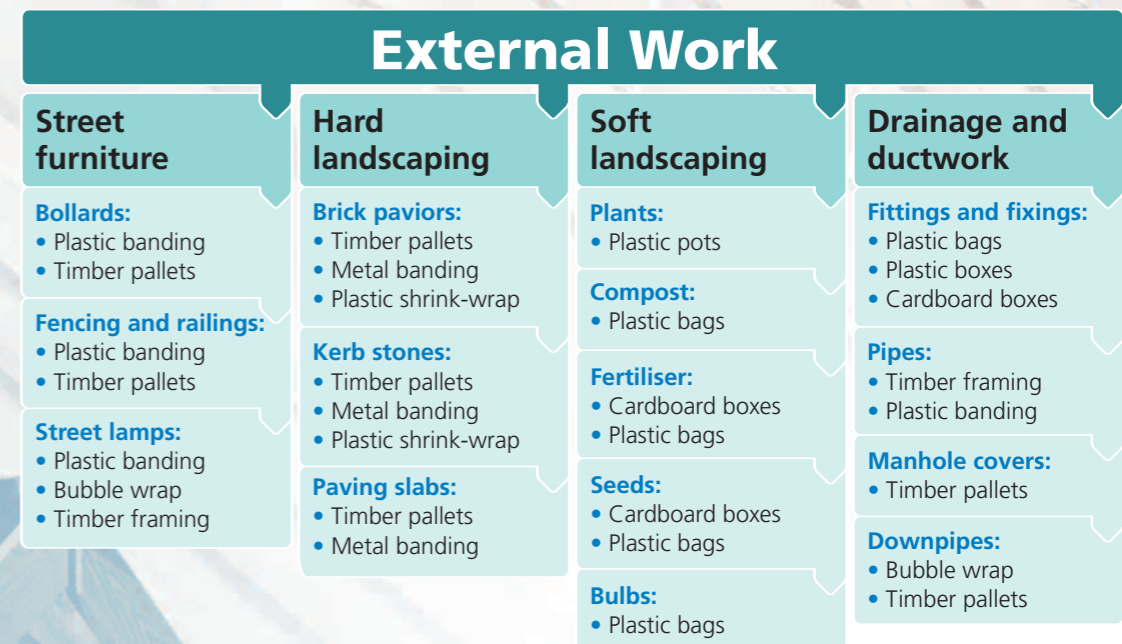 External Work
Street
furniture
Bollards:
• Plastic banding
• Timber pallets
Fencing and railings:
• Plastic banding
• Timber pallets
Street lamps:
• Plastic banding
• Bubble wrap
• Timber framing
Hard
landscaping
Brick paviors:
• Timber pallets
• Metal banding
• Plastic shrink-wrap
Kerb stones:
• Timber pallets
• Metal banding
• Plastic shrink-wrap
Paving slabs:
• Timber pallets
• Metal banding
Soft
landscaping
Plants:
• Plastic pots
Compost:
• Plastic bags
Fertiliser:
• Cardboard boxes
• Plastic bags
Seeds:
• Cardboard boxes
• Plastic bags
Bulbs:
• Plastic bags
Drainage and
ductwork
Fittings and fixings:
• Plastic bags
• Plastic boxes
• Cardboard boxes
Pipes:
• Timber framing
• Plastic banding
Manhole covers:
• Timber pallets
Downpipes:
• Bubble wrap
• Timber pallets